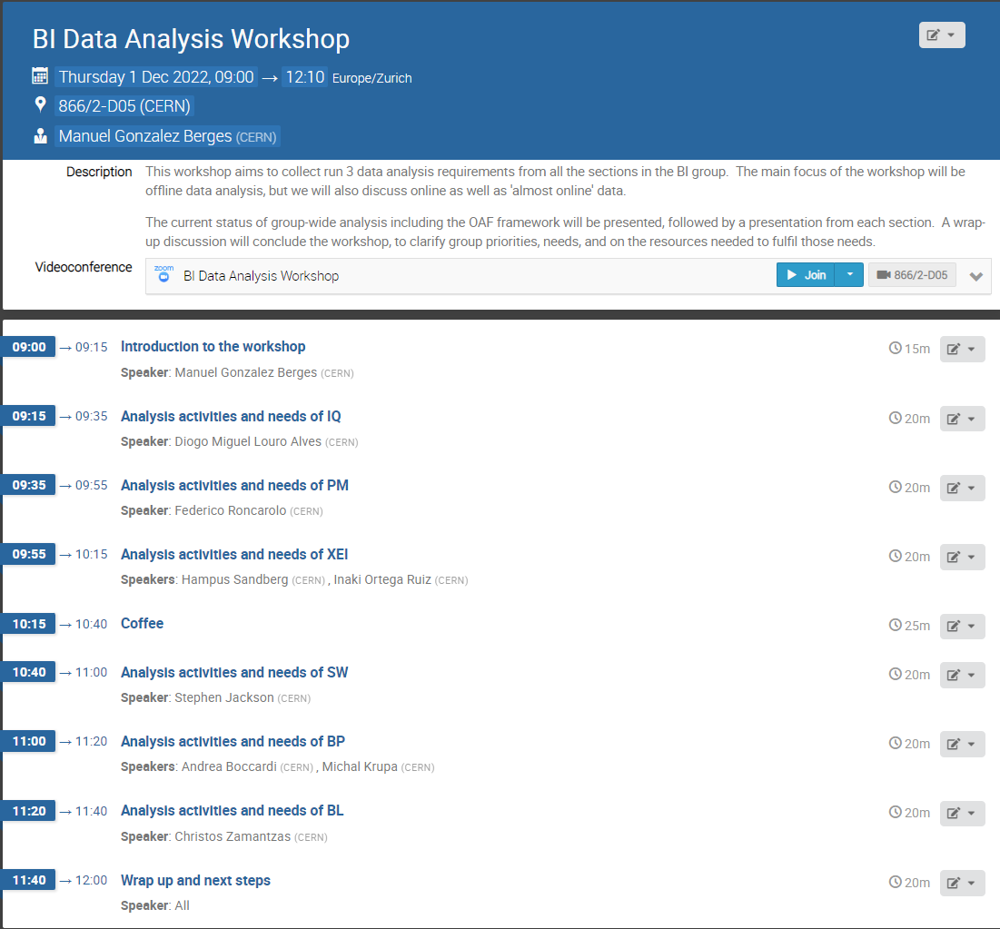 BI Data Analysis Workshop
Thursday 1 Dec 2022, 09:00 → 12:10 Europe/Zurich
866/2-D05 (CERN)
Manuel Gonzalez Berges (CERN)
Description This workshop aims to collect run 3 data analysis requirements from all the sections in the BI group. The main focus of the workshop will be
offline data analysis, but we will also discuss online as well as 'almost online' data.
The current status of group-wide analysis including the OAF framework will be presented, followed by a presentation from each section. A wrap-
up discussion will conclude the workshop, to clarify group priorities, needs, and on the resources needed to fulfil those needs.
Videoconference zoom BI Data Analysis Workshop Join 866/2-D05
09:00 → 09:15 Introduction to the workshop 15m
Speaker: Manuel Gonzalez Berges (CERN)
09:15 → 09:35 Analysis activities and needs of IQ 20m
Speaker: Diogo Miguel Louro Alves (CERN)
09:35 → 09:55 Analysis activities and needs of PM 20m
Speaker: Federico Roncarolo (CERN)
09:55 → 10:15 Analysis activities and needs of XEI 20m
Speakers: Hampus Sandberg (CERN) , Inaki Ortega Ruiz (CERN)
10:15 → 10:40 Coffee 25m
10:40 → 11:00 Analysis activities and needs of SW 20m
Speaker: Stephen Jackson (CERN)
11:00 → 11:20 Analysis activities and needs of BP 20m
Speakers: Andrea Boccardi (CERN) , Michal Krupa (CERN)
11:20 → 11:40 Analysis activities and needs of BL 20m
Speaker: Christos Zamantzas (CERN)
11:40 → 12:00 Wrap up and next steps 20m
Speaker: All